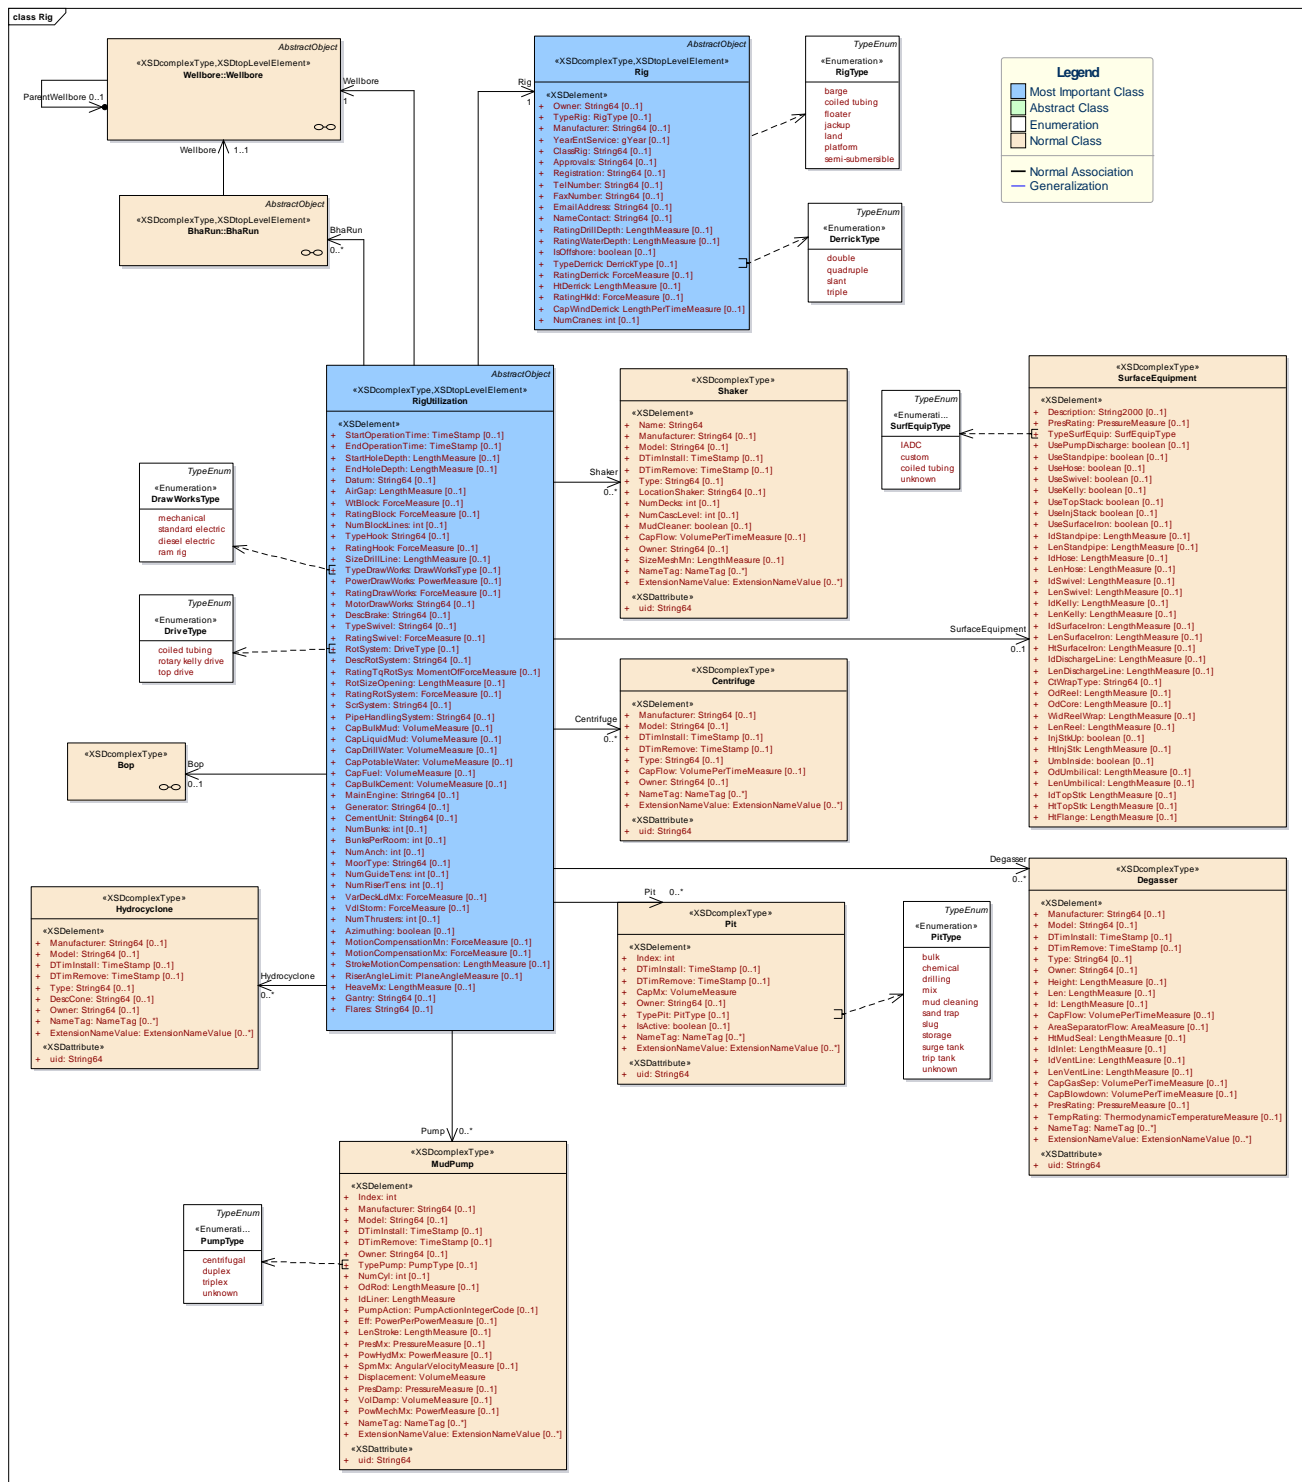 class Rig
AbstractObject
«XSDcomplexType,XSDtopLevelElement»
Wellbore::Wellbore
ParentWellbore 0..1
Wellbore
1
Wellbore 1..1
AbstractObject
«XSDcomplexType,XSDtopLevelElement»
BhaRun::BhaRun
BhaRun
0..*
Rig
1
AbstractObject
«XSDcomplexType,XSDtopLevelElement»
Rig
«XSDelement»
+ Owner: String64 [0..1]
+ TypeRig: RigType [0..1]
+ Manufacturer: String64 [0..1]
+ YearEntService: gYear [0..1]
+ ClassRig: String64 [0..1]
+ Approvals: String64 [0..1]
+ Registration: String64 [0..1]
+ TelNumber: String64 [0..1]
+ FaxNumber: String64 [0..1]
+ EmailAddress: String64 [0..1]
+ NameContact: String64 [0..1]
+ RatingDrillDepth: LengthMeasure [0..1]
+ RatingWaterDepth: LengthMeasure [0..1]
+ IsOffshore: boolean [0..1]
+ TypeDerrick: DerrickType [0..1]
+ RatingDerrick: ForceMeasure [0..1]
+ HtDerrick: LengthMeasure [0..1]
+ RatingHkld: ForceMeasure [0..1]
+ CapWindDerrick: LengthPerTimeMeasure [0..1]
+ NumCranes: int [0..1]
TypeEnum
«Enumeration»
RigType
barge
coiled tubing
floater
jackup
land
platform
semi-submersible
TypeEnum
«Enumeration»
DerrickType
double
quadruple
slant
triple
Legend
Most Important Class
Abstract Class
Enumeration
Normal Class
Normal Association
Generalization
AbstractObject
«XSDcomplexType,XSDtopLevelElement»
RigUtilization
«XSDelement»
+ StartOperationTime: TimeStamp [0..1]
+ EndOperationTime: TimeStamp [0..1]
+ StartHoleDepth: LengthMeasure [0..1]
+ EndHoleDepth: LengthMeasure [0..1]
+ Datum: String64 [0..1]
+ AirGap: LengthMeasure [0..1]
+ WtBlock: ForceMeasure [0..1]
+ RatingBlock: ForceMeasure [0..1]
+ NumBlockLines: int [0..1]
+ TypeHook: String64 [0..1]
+ RatingHook: ForceMeasure [0..1]
+ SizeDrillLine: LengthMeasure [0..1]
+ TypeDrawWorks: DrawWorksType [0..1]
+ PowerDrawWorks: PowerMeasure [0..1]
+ RatingDrawWorks: ForceMeasure [0..1]
+ MotorDrawWorks: String64 [0..1]
+ DescBrake: String64 [0..1]
+ TypeSwivel: String64 [0..1]
+ RatingSwivel: ForceMeasure [0..1]
+ RotSystem: DriveType [0..1]
+ DescRotSystem: String64 [0..1]
+ RatingTqRotSys: MomentOfForceMeasure [0..1]
+ RotSizeOpening: LengthMeasure [0..1]
+ RatingRotSystem: ForceMeasure [0..1]
+ ScrSystem: String64 [0..1]
+ PipeHandlingSystem: String64 [0..1]
+ CapBulkMud: VolumeMeasure [0..1]
+ CapLiquidMud: VolumeMeasure [0..1]
+ CapDrillWater: VolumeMeasure [0..1]
+ CapPotableWater: VolumeMeasure [0..1]
+ CapFuel: VolumeMeasure [0..1]
+ CapBulkCement: VolumeMeasure [0..1]
+ MainEngine: String64 [0..1]
+ Generator: String64 [0..1]
+ CementUnit: String64 [0..1]
+ NumBunks: int [0..1]
+ BunksPerRoom: int [0..1]
+ NumAnch: int [0..1]
+ MoorType: String64 [0..1]
+ NumGuideTens: int [0..1]
+ NumRiserTens: int [0..1]
+ VarDeckLdMx: ForceMeasure [0..1]
+ VdlStorm: ForceMeasure [0..1]
+ NumThrusters: int [0..1]
+ Azimuthing: boolean [0..1]
+ MotionCompensationMn: ForceMeasure [0..1]
+ MotionCompensationMx: ForceMeasure [0..1]
+ StrokeMotionCompensation: LengthMeasure [0..1]
+ RiserAngleLimit: PlaneAngleMeasure [0..1]
+ HeaveMx: LengthMeasure [0..1]
+ Gantry: String64 [0..1]
+ Flares: String64 [0..1]
TypeEnum
«Enumeration»
DrawWorksType
mechanical
standard electric
diesel electric
ram rig
TypeEnum
«Enumeration»
DriveType
coiled tubing
rotary kelly drive
top drive
«XSDcomplexType»
Bop
Bop
0..1
«XSDcomplexType»
Hydrocyclone
«XSDelement»
+ Manufacturer: String64 [0..1]
+ Model: String64 [0..1]
+ DTimInstall: TimeStamp [0..1]
+ DTimRemove: TimeStamp [0..1]
+ Type: String64 [0..1]
+ DescCone: String64 [0..1]
+ Owner: String64 [0..1]
+ NameTag: NameTag [0..*]
+ ExtensionNameValue: ExtensionNameValue [0..*]
«XSDattribute»
+ uid: String64
Hydrocyclone
0..*
Shaker
0..*
«XSDcomplexType»
Shaker
«XSDelement»
+ Name: String64
+ Manufacturer: String64 [0..1]
+ Model: String64 [0..1]
+ DTimInstall: TimeStamp [0..1]
+ DTimRemove: TimeStamp [0..1]
+ Type: String64 [0..1]
+ LocationShaker: String64 [0..1]
+ NumDecks: int [0..1]
+ NumCascLevel: int [0..1]
+ MudCleaner: boolean [0..1]
+ CapFlow: VolumePerTimeMeasure [0..1]
+ Owner: String64 [0..1]
+ SizeMeshMn: LengthMeasure [0..1]
+ NameTag: NameTag [0..*]
+ ExtensionNameValue: ExtensionNameValue [0..*]
«XSDattribute»
+ uid: String64
SurfaceEquipment
0..1
Centrifuge
0..*
«XSDcomplexType»
Centrifuge
«XSDelement»
+ Manufacturer: String64 [0..1]
+ Model: String64 [0..1]
+ DTimInstall: TimeStamp [0..1]
+ DTimRemove: TimeStamp [0..1]
+ Type: String64 [0..1]
+ CapFlow: VolumePerTimeMeasure [0..1]
+ Owner: String64 [0..1]
+ NameTag: NameTag [0..*]
+ ExtensionNameValue: ExtensionNameValue [0..*]
«XSDattribute»
+ uid: String64
TypeEnum
«Enumerati...
SurfEquipType
IADC
custom
coiled tubing
unknown
«XSDcomplexType»
SurfaceEquipment
«XSDelement»
+ Description: String2000 [0..1]
+ PresRating: PressureMeasure [0..1]
+ TypeSurfEquip: SurfEquipType
+ UsePumpDischarge: boolean [0..1]
+ UseStandpipe: boolean [0..1]
+ UseHose: boolean [0..1]
+ UseSwivel: boolean [0..1]
+ UseKelly: boolean [0..1]
+ UseTopStack: boolean [0..1]
+ UseInjStack: boolean [0..1]
+ UseSurfaceIron: boolean [0..1]
+ IdStandpipe: LengthMeasure [0..1]
+ LenStandpipe: LengthMeasure [0..1]
+ IdHose: LengthMeasure [0..1]
+ LenHose: LengthMeasure [0..1]
+ IdSwivel: LengthMeasure [0..1]
+ LenSwivel: LengthMeasure [0..1]
+ IdKelly: LengthMeasure [0..1]
+ LenKelly: LengthMeasure [0..1]
+ IdSurfaceIron: LengthMeasure [0..1]
+ LenSurfaceIron: LengthMeasure [0..1]
+ HtSurfaceIron: LengthMeasure [0..1]
+ IdDischargeLine: LengthMeasure [0..1]
+ LenDischargeLine: LengthMeasure [0..1]
+ CtWrapType: String64 [0..1]
+ OdReel: LengthMeasure [0..1]
+ OdCore: LengthMeasure [0..1]
+ WidReelWrap: LengthMeasure [0..1]
+ LenReel: LengthMeasure [0..1]
+ InjStkUp: boolean [0..1]
+ HtInjStk: LengthMeasure [0..1]
+ UmbInside: boolean [0..1]
+ OdUmbilical: LengthMeasure [0..1]
+ LenUmbilical: LengthMeasure [0..1]
+ IdTopStk: LengthMeasure [0..1]
+ HtTopStk: LengthMeasure [0..1]
+ HtFlange: LengthMeasure [0..1]
Degasser
0..*
Pit 0..*
«XSDcomplexType»
Pit
«XSDelement»
+ Index: int
+ DTimInstall: TimeStamp [0..1]
+ DTimRemove: TimeStamp [0..1]
+ CapMx: VolumeMeasure
+ Owner: String64 [0..1]
+ TypePit: PitType [0..1]
+ IsActive: boolean [0..1]
+ NameTag: NameTag [0..*]
+ ExtensionNameValue: ExtensionNameValue [0..*]
«XSDattribute»
+ uid: String64
TypeEnum
«Enumeration»
PitType
bulk
chemical
drilling
mix
mud cleaning
sand trap
slug
storage
surge tank
trip tank
unknown
«XSDcomplexType»
Degasser
«XSDelement»
+ Manufacturer: String64 [0..1]
+ Model: String64 [0..1]
+ DTimInstall: TimeStamp [0..1]
+ DTimRemove: TimeStamp [0..1]
+ Type: String64 [0..1]
+ Owner: String64 [0..1]
+ Height: LengthMeasure [0..1]
+ Len: LengthMeasure [0..1]
+ Id: LengthMeasure [0..1]
+ CapFlow: VolumePerTimeMeasure [0..1]
+ AreaSeparatorFlow: AreaMeasure [0..1]
+ HtMudSeal: LengthMeasure [0..1]
+ IdInlet: LengthMeasure [0..1]
+ IdVentLine: LengthMeasure [0..1]
+ LenVentLine: LengthMeasure [0..1]
+ CapGasSep: VolumePerTimeMeasure [0..1]
+ CapBlowdown: VolumePerTimeMeasure [0..1]
+ PresRating: PressureMeasure [0..1]
+ TempRating: ThermodynamicTemperatureMeasure [0..1]
+ NameTag: NameTag [0..*]
+ ExtensionNameValue: ExtensionNameValue [0..*]
«XSDattribute»
+ uid: String64
Pump 0..*
«XSDcomplexType»
MudPump
«XSDelement»
+ Index: int
+ Manufacturer: String64 [0..1]
+ Model: String64 [0..1]
+ DTimInstall: TimeStamp [0..1]
+ DTimRemove: TimeStamp [0..1]
+ Owner: String64 [0..1]
+ TypePump: PumpType [0..1]
+ NumCyl: int [0..1]
+ OdRod: LengthMeasure [0..1]
+ IdLiner: LengthMeasure
+ PumpAction: PumpActionIntegerCode [0..1]
+ Eff: PowerPerPowerMeasure [0..1]
+ LenStroke: LengthMeasure [0..1]
+ PresMx: PressureMeasure [0..1]
+ PowHydMx: PowerMeasure [0..1]
+ SpmMx: AngularVelocityMeasure [0..1]
+ Displacement: VolumeMeasure
+ PresDamp: PressureMeasure [0..1]
+ VolDamp: VolumeMeasure [0..1]
+ PowMechMx: PowerMeasure [0..1]
+ NameTag: NameTag [0..*]
+ ExtensionNameValue: ExtensionNameValue [0..*]
«XSDattribute»
+ uid: String64
TypeEnum
«Enumerati...
PumpType
centrifugal
duplex
triplex
unknown